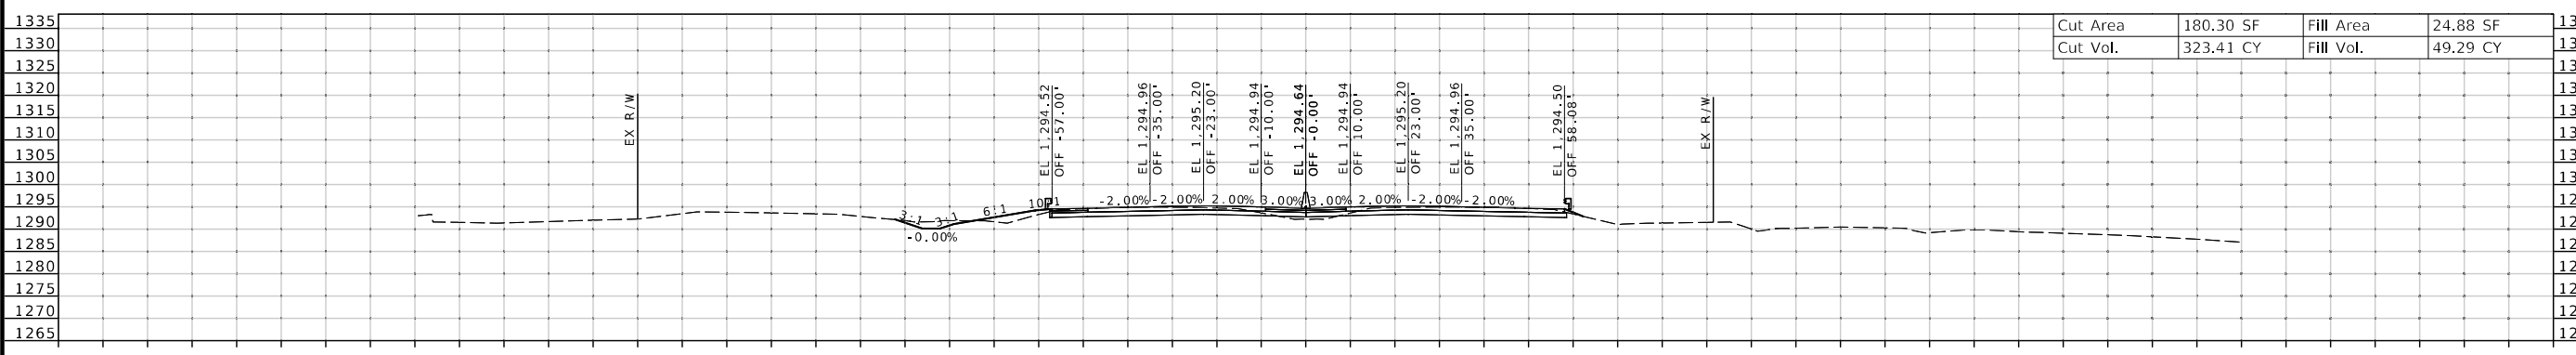 1335
1330
1325
1320
1315
1310
1305
1300
1295
1290
1285
1280
1275
1270
1265
Cut Area 180.30 SF Fill Area 24.88 SF
Cut Vol. 323.41 CY Fill Vol. 49.29 CY
EX R/W
EL 1,294.52
OFF -57.00'
EL 1,294.96
OFF -35.00'
EL 1,295.20
OFF -23.00'
EL 1,294.94
OFF -10.00'
EL 1,294.64
OFF -0.00'
EL 1,294.94
OFF 10.00'
EL 1,295.20
OFF 23.00'
EL 1,294.96
OFF 35.00'
EL 1,294.50
OFF 58.08'
EX R/W
3:1 -0.00% 3:1 6:1 10:1 -2.00% -2.00% 2.00% 3.00% 3.00% 2.00% -2.00% -2.00%